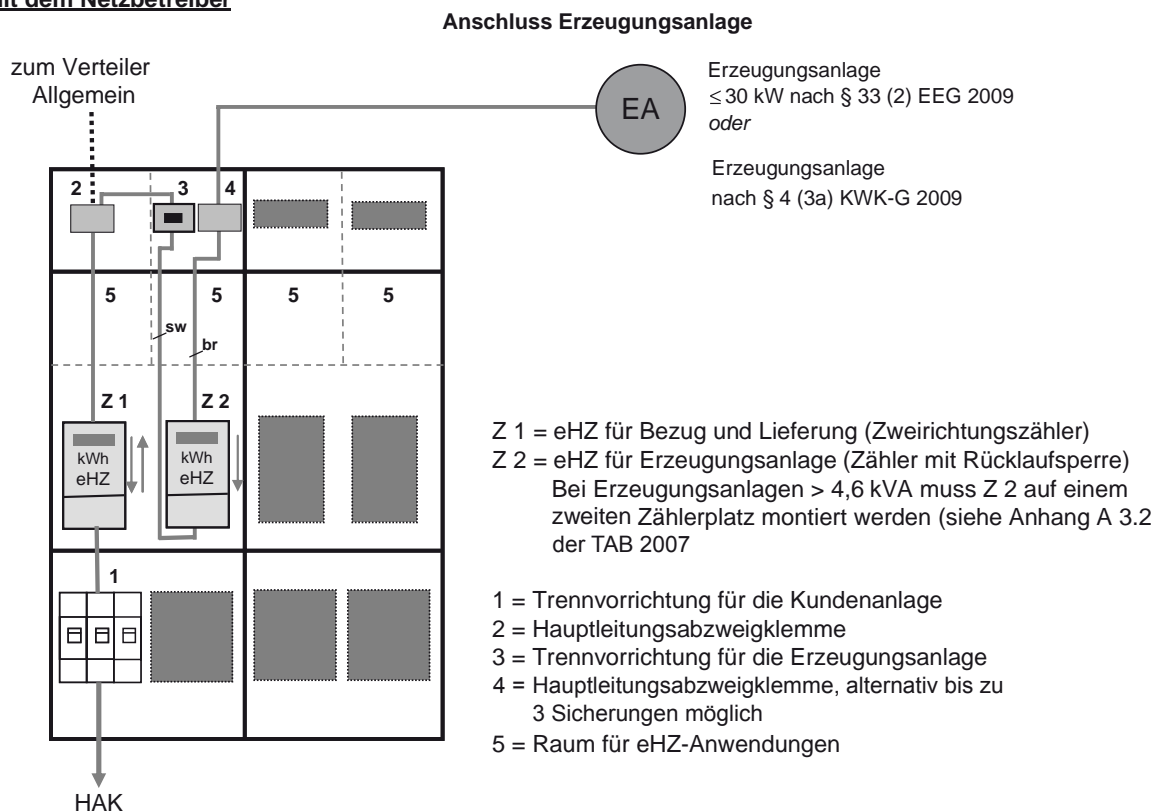 mit dem Netzbetreiber
Anschluss Erzeugungsanlage
zum Verteiler
Allgemein
EA
Erzeugungsanlage
≤ 30 kW nach § 33 (2) EEG 2009
oder
Erzeugungsanlage
nach § 4 (3a) KWK-G 2009
2 3 4
5 5 5 5
sw
br
Z 1 Z 2
kWh
eHZ
kWh
eHZ
1
HAK
Z 1 = eHZ für Bezug und Lieferung (Zweirichtungszähler)
Z 2 = eHZ für Erzeugungsanlage (Zähler mit Rücklaufsperre)
Bei Erzeugungsanlagen > 4,6 kVA muss Z 2 auf einem
zweiten Zählerplatz montiert werden (siehe Anhang A 3.2
der TAB 2007
1 = Trennvorrichtung für die Kundenanlage
2 = Hauptleitungsabzweigklemme
3 = Trennvorrichtung für die Erzeugungsanlage
4 = Hauptleitungsabzweigklemme, alternativ bis zu
3 Sicherungen möglich
5 = Raum für eHZ-Anwendungen